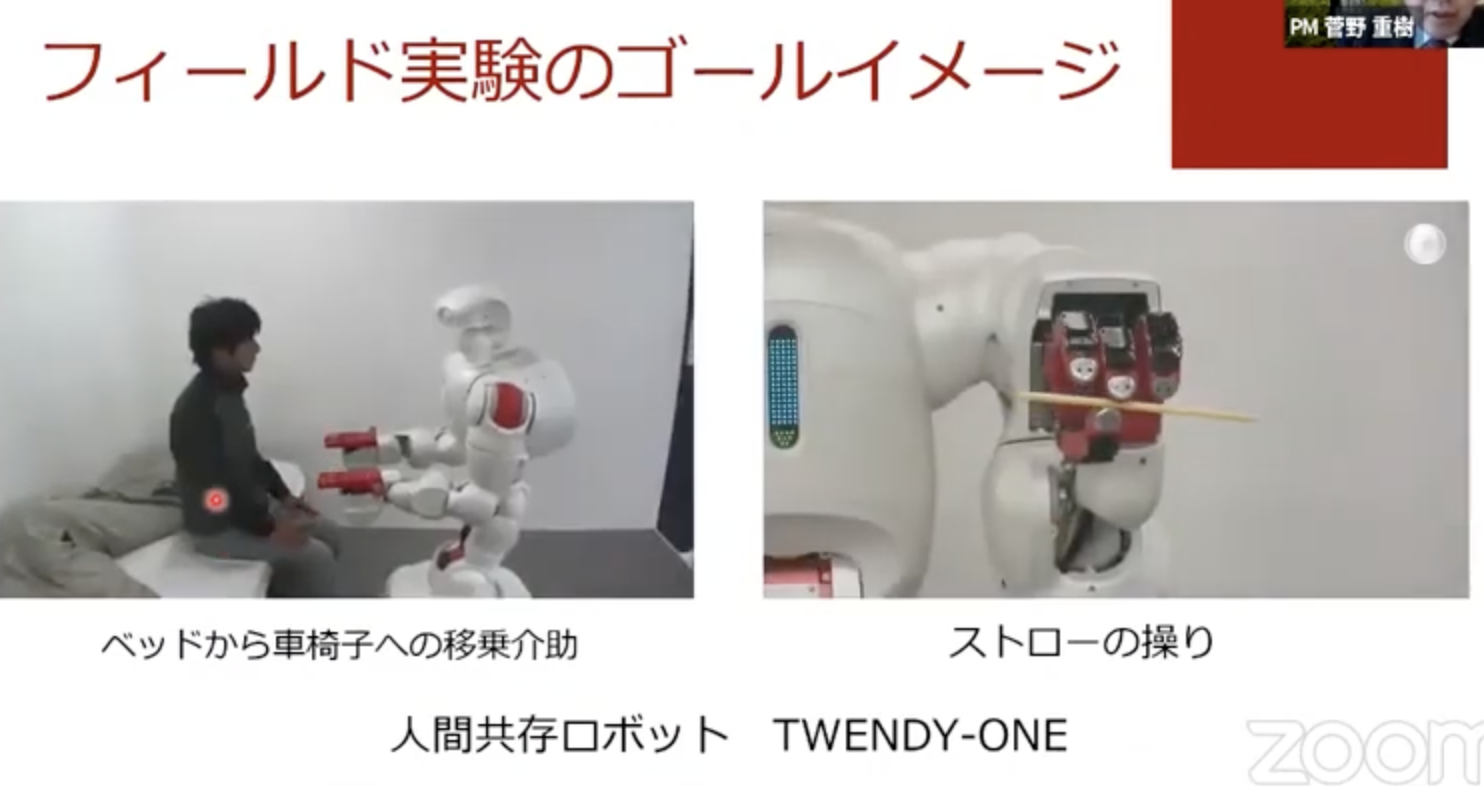 PM 菅野 重樹
フィールド実験のゴールイメージ
ベッドから車椅子への移乗介助
ストローの操り
人間共存ロボット　TWENDY-ONE
zoom